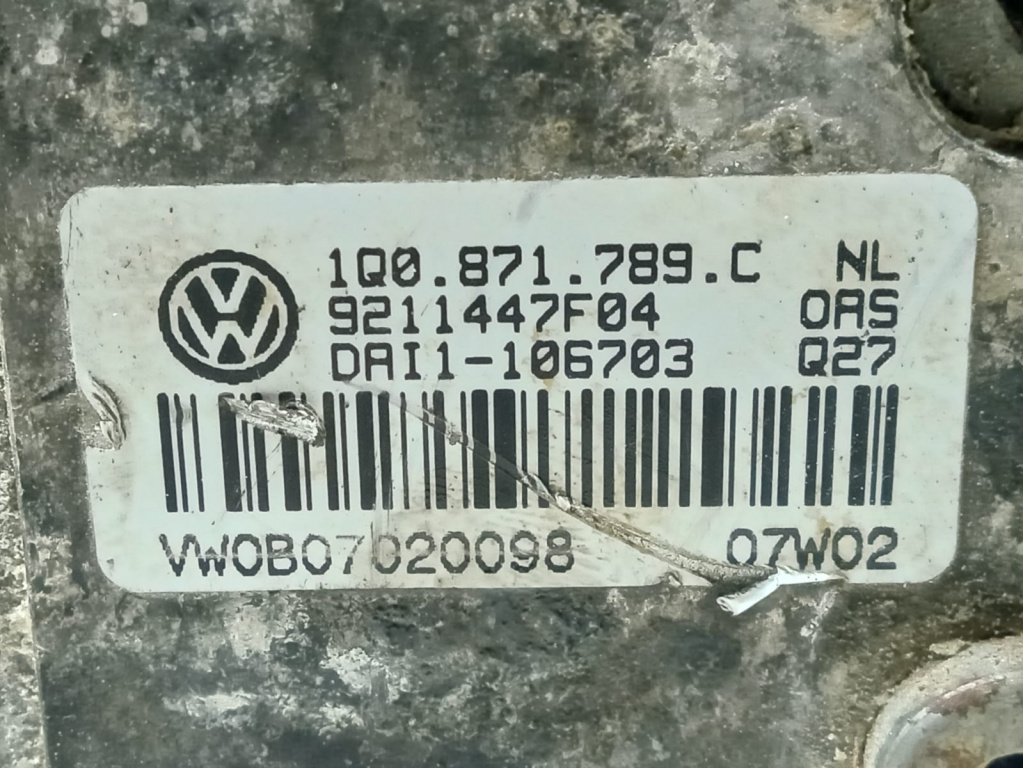 1Q0.871.789.C NL
9211447F04 OAS
DAI1-106703 Q27
VW0B07020098 07W02